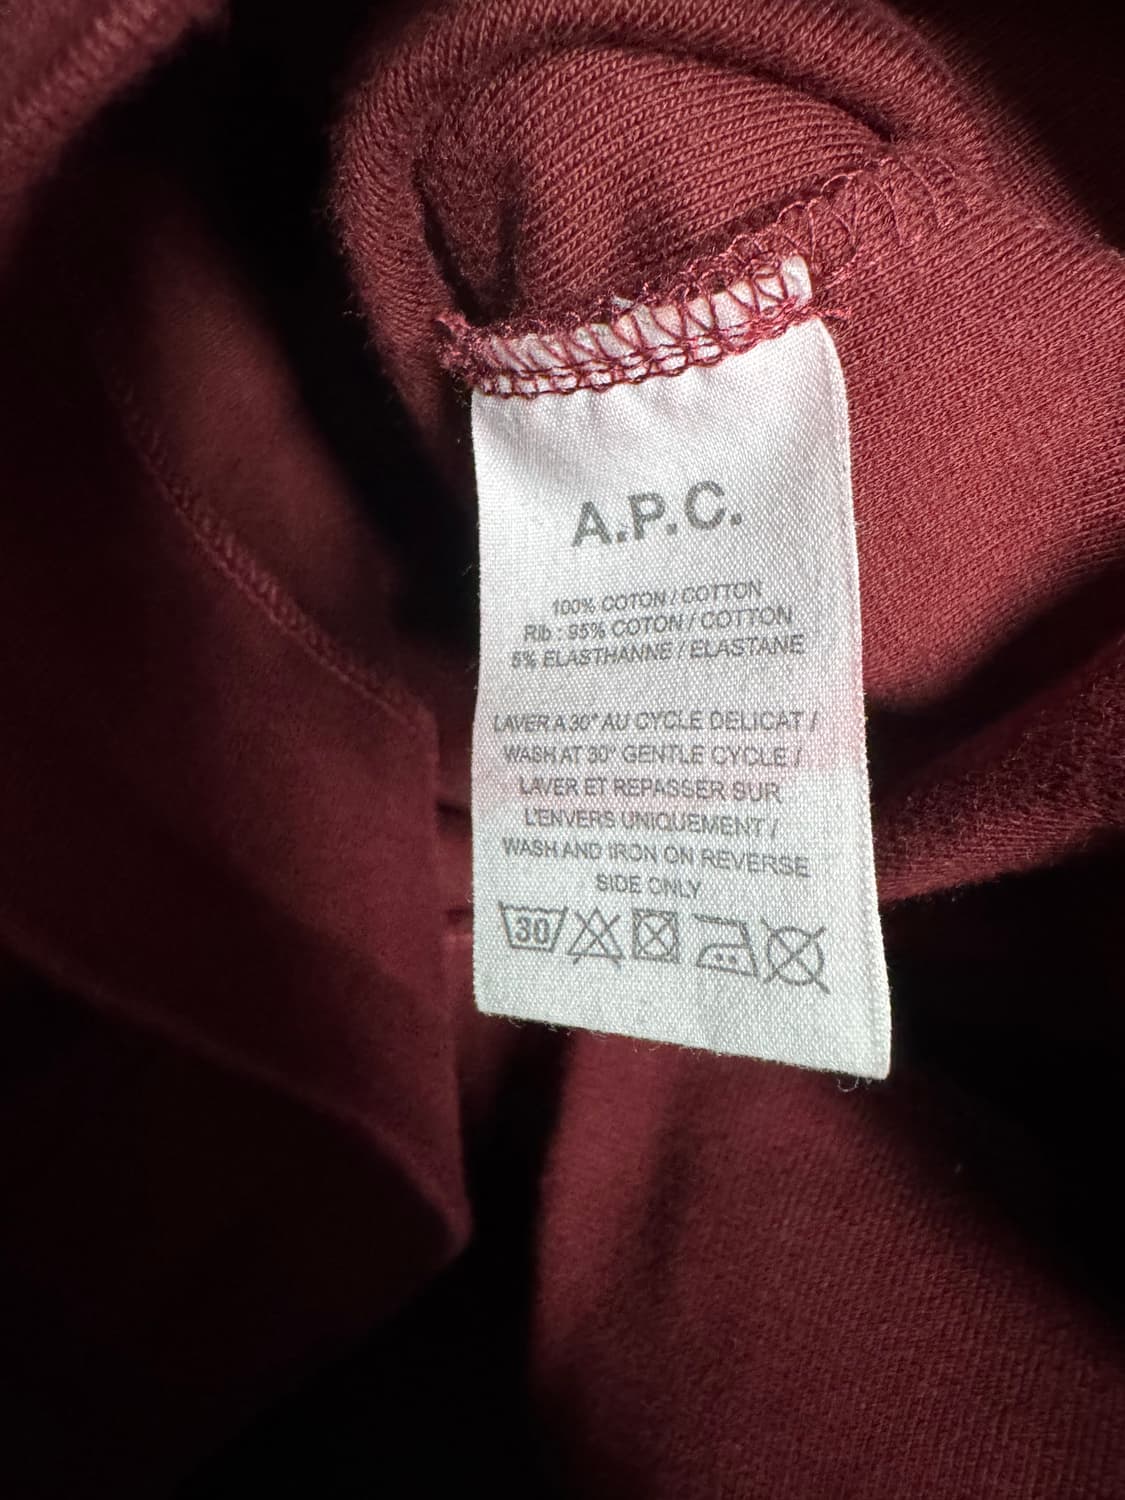 A.P.C.
100% COTON / COTTON
Rib : 95% COTON / COTTON
5% ELASTHANNE / ELASTANE
LAVER A 30° AU CYCLE DELICAT /
WASH AT 30° GENTLE CYCLE /
LAVER ET REPASSER SUR
L'ENVERS UNIQUEMENT /
WASH AND IRON ON REVERSE
SIDE ONLY
30